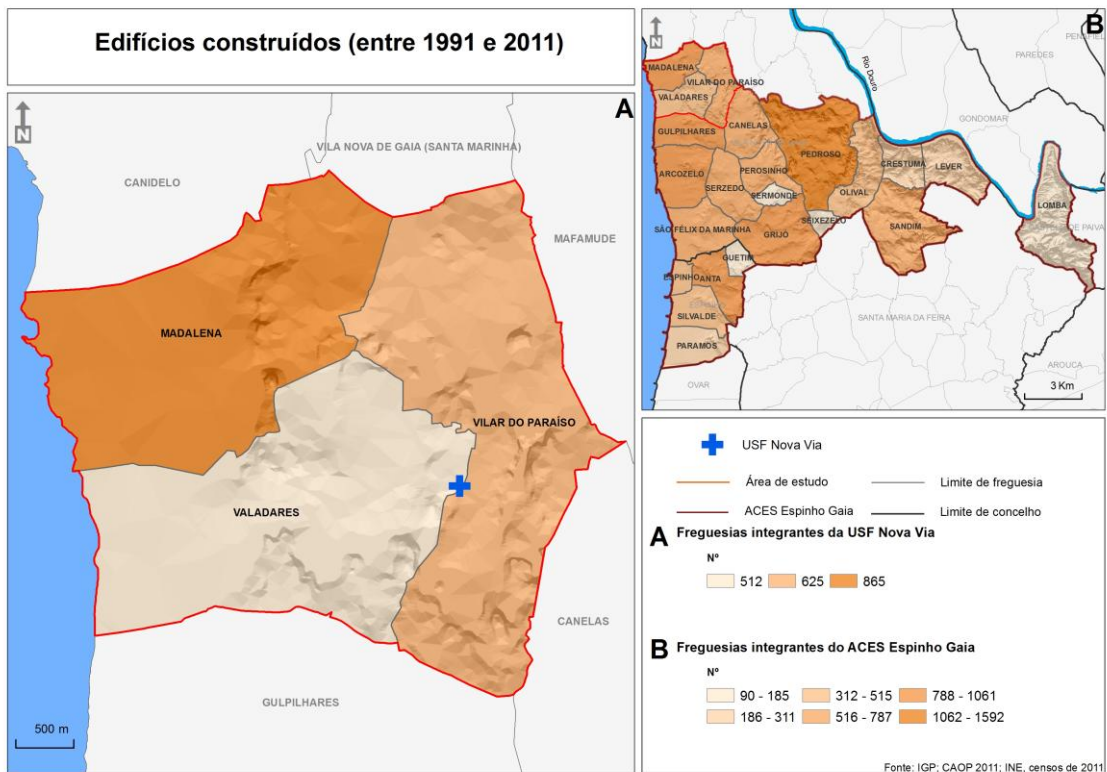 Edifícios construídos (entre 1991 e 2011)
A
N
VILA NOVA DE GAIA (SANTA MARINHA)
CANIDELO
MAFAMUDE
MADALENA
VILAR DO PARAÍSO
VALADARES
CANELAS
GULPILHARES
500 m
B
N
PAREDES
Rio Douro
MADALENA
VILAR DO PARAÍSO
VALADARES
GONDOMAR
GULPILHARES
CANELAS
PEDROSO
CRESTUMA
LEVER
ARCOZELO
PEROSINHO
SERZEDO
SERMONDE
OLIVAL
LOMBA
SEIXEZELO
SÃO FÉLIX DA MARINHA
GRIJÓ
SANDIM
GUETIM
ESPINHO
ANTA
SILVALDE
SANTA MARIA DA FEIRA
PARAMOS
AROUCA
OVAR
3 Km
USF Nova Via
Área de estudo
Limite de freguesia
ACES Espinho Gaia
Limite de concelho
A Freguesias integrantes da USF Nova Via
Nº
512 625 865
B Freguesias integrantes do ACES Espinho Gaia
Nº
90 - 185 312 - 515 788 - 1061
186 - 311 516 - 787 1062 - 1592
Fonte: IGP; CAOP 2011; INE, censos de 2011